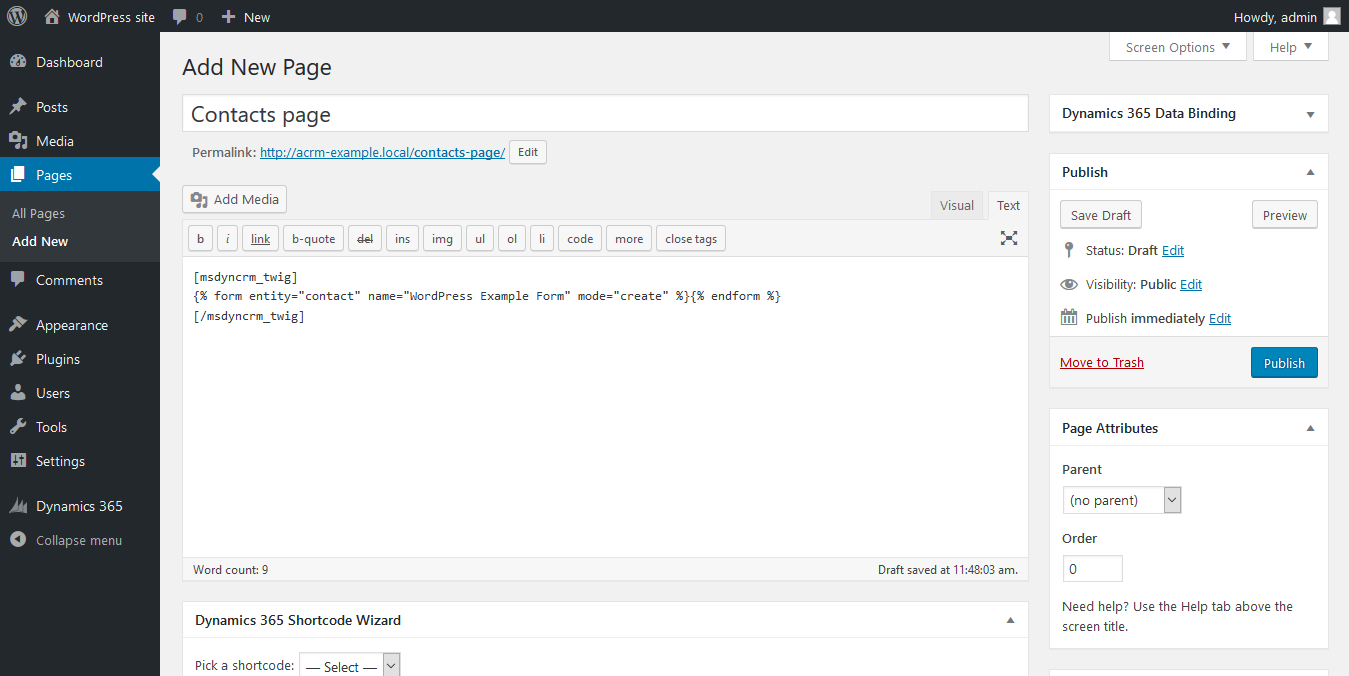 WordPress site 0 New Howdy, admin
Dashboard
Posts
Media
Pages
All Pages
Add New
Comments
Appearance
Plugins
Users
Tools
Settings
Dynamics 365
Collapse menu
Screen Options Help
Add New Page
Contacts page
Permalink: http://acrm-example.local/contacts-page/ Edit
Add Media
Visual Text
b i link b-quote del ins img ul ol li code more close tags
[msdyncrm_twig]
{% form entity="contact" name="WordPress Example Form" mode="create" %}{% endform %}
[/msdyncrm_twig]
Word count: 9 Draft saved at 11:48:03 am.
Dynamics 365 Shortcode Wizard
Pick a shortcode: — Select —
Dynamics 365 Data Binding
Publish
Save Draft Preview
Status: Draft Edit
Visibility: Public Edit
Publish immediately Edit
Move to Trash Publish
Page Attributes
Parent
(no parent)
Order
0
Need help? Use the Help tab above the
screen title.